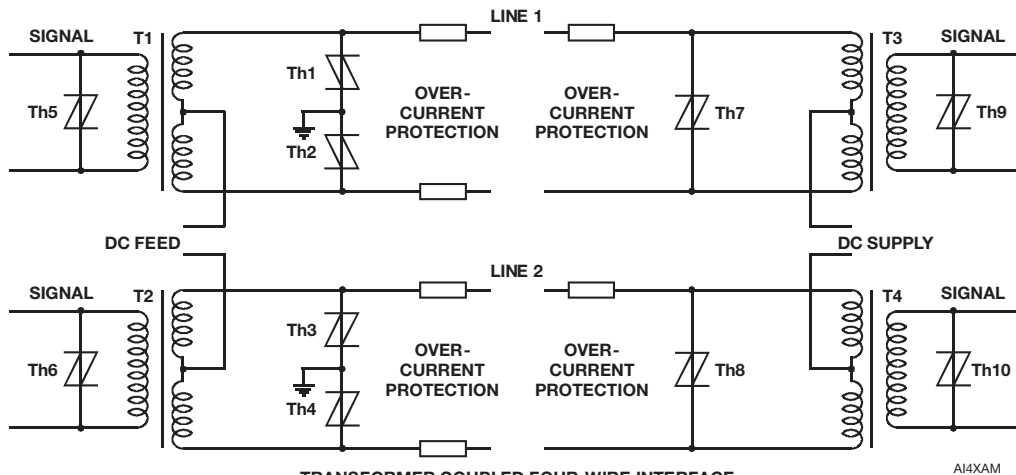 LINE 1
SIGNAL
T1
T3
SIGNAL
Th1
Th5
OVER-
CURRENT
PROTECTION
OVER-
CURRENT
PROTECTION
Th7
Th9
Th2
DC FEED
DC SUPPLY
LINE 2
SIGNAL
T2
T4
SIGNAL
Th3
Th6
OVER-
CURRENT
PROTECTION
OVER-
CURRENT
PROTECTION
Th8
Th10
Th4
TRANSFORMER COUPLED FOUR-WIRE INTERFACE
AI4XAM